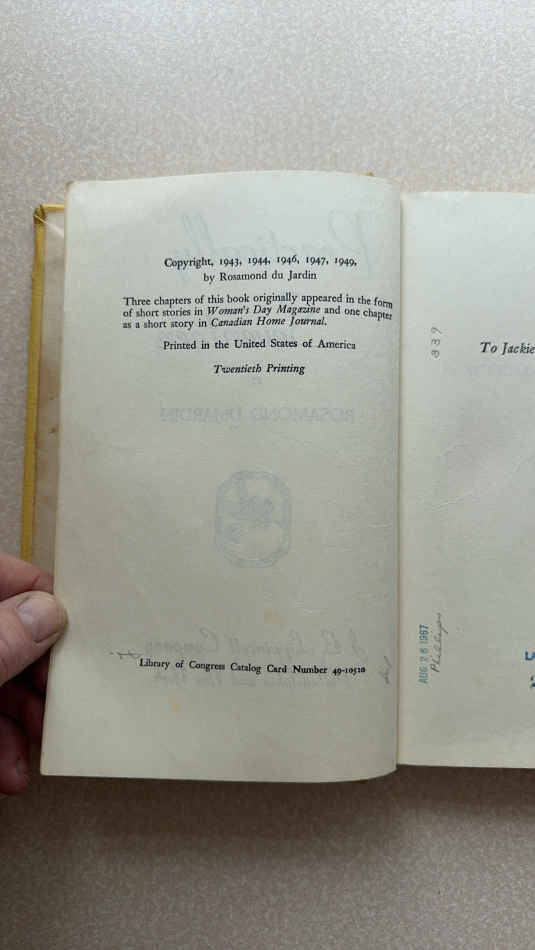 Copyright, 1943, 1944, 1946, 1947, 1949,
by Rosamond du Jardin
Three chapters of this book originally appeared in the form
of short stories in Woman's Day Magazine and one chapter
as a short story in Canadian Home Journal.
Printed in the United States of America
Twentieth Printing
Library of Congress Catalog Card Number 49-10510
839
To Jackie
AUG 28 1967